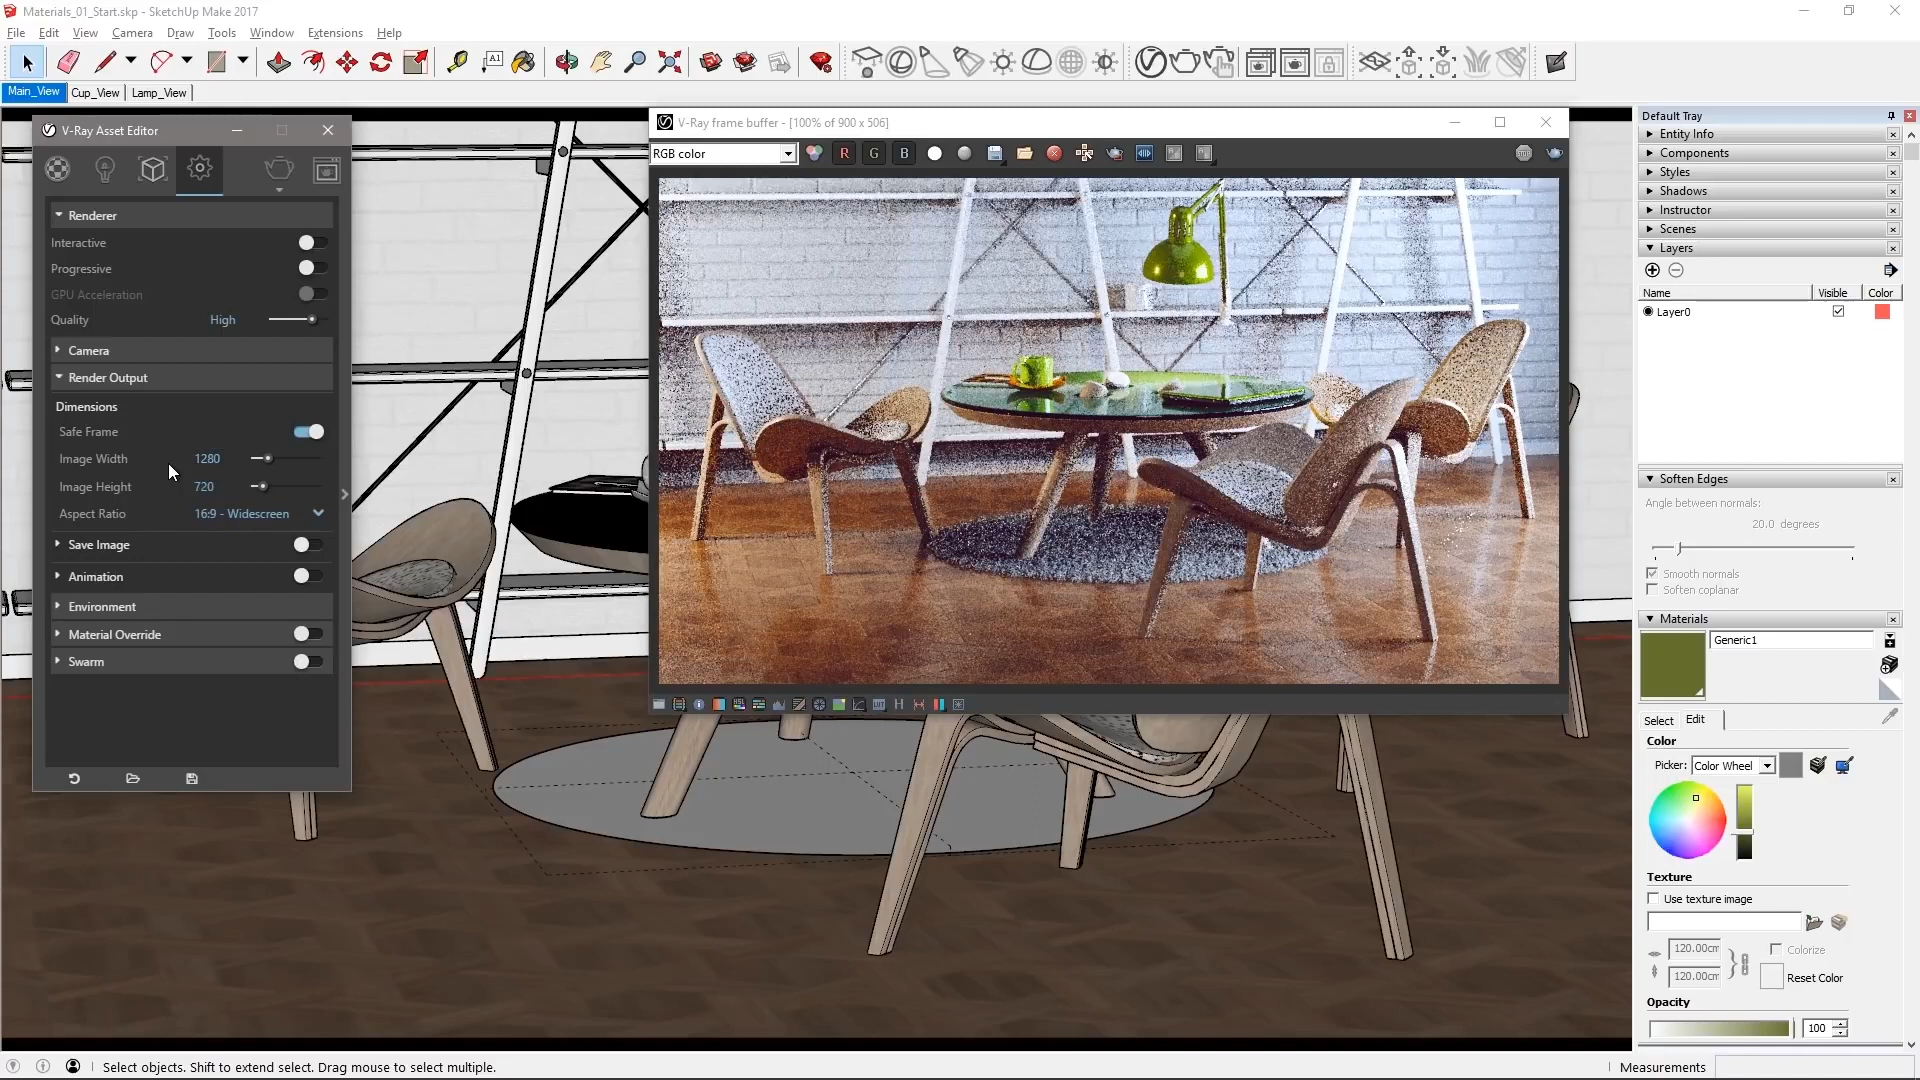 Materials_01_Start.skp - SketchUp Make 2017
File Edit View Camera Draw Tools Window Extensions Help
A1
Main_View Cup_View Lamp_View
V-Ray Asset Editor
Renderer
Interactive
Progressive
GPU Acceleration
Quality High
Camera
Render Output
Dimensions
Safe Frame
Image Width 1280
Image Height 720
Aspect Ratio 16:9 - Widescreen
Save Image
Animation
Environment
Material Override
Swarm
V-Ray frame buffer - [100% of 900 x 506]
RGB color R G B
STOP
HSL
LUT H
Default Tray
Entity Info
Components
Styles
Shadows
Instructor
Scenes
Layers
Name Visible Color
Layer0
Soften Edges
Angle between normals:
20.0 degrees
Smooth normals
Soften coplanar
Materials
Generic1
Select Edit
Color
Picker: Color Wheel
Texture
Use texture image
120.00cm Colorize
120.00cm Reset Color
Opacity
100
Select objects. Shift to extend select. Drag mouse to select multiple.
Measurements